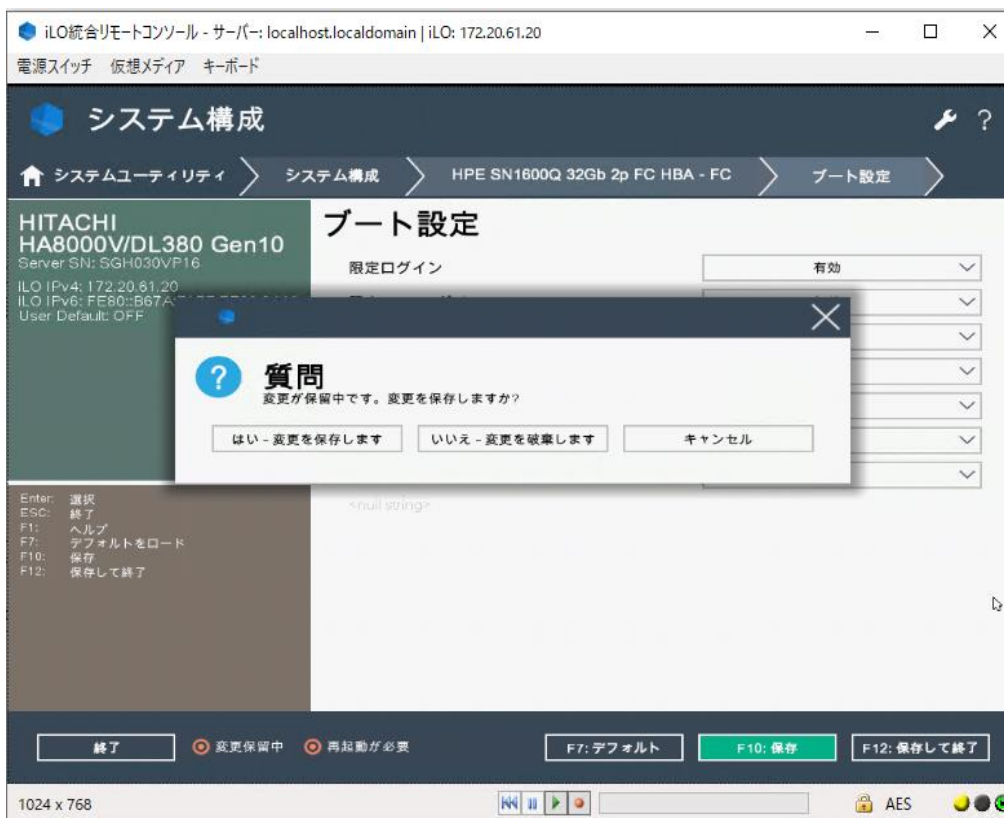 iLO統合リモートコンソール - サーバー: localhost.localdomain | iLO: 172.20.61.20
電源スイッチ 仮想メディア キーボード
システム構成
?
システムユーティリティ
システム構成
HPE SN1600Q 32Gb 2p FC HBA - FC
ブート設定
HITACHI
HA8000V/DL380 Gen10
Server SN: SGH030VP16
iLO IPv4: 172.20.61.20
iLO IPv6: FE80::B67A
User Default: OFF
ブート設定
限定ログイン
有効
?
質問
変更が保留中です。変更を保存しますか?
はい - 変更を保存します
いいえ - 変更を破棄します
キャンセル
<null string>
Enter: 選択
ESC: 終了
F1: ヘルプ
F7: デフォルトをロード
F10: 保存
F12: 保存して終了
終了
変更保留中
再起動が必要
F7: デフォルト
F10: 保存
F12: 保存して終了
1024 x 768
AES